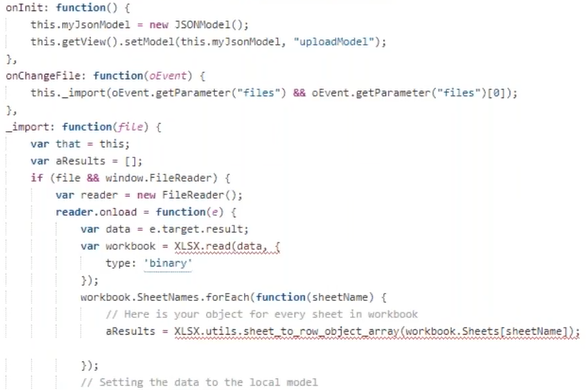 onInit: function() {
this.myJsonModel = new JSONModel();
this.getView().setModel(this.myJsonModel, "uploadModel");
},
onChangeFile: function(oEvent) {
this._import(oEvent.getParameter("files") && oEvent.getParameter("files")[0]);
},
_import: function(file) {
var that = this;
var aResults = [];
if (file && window.FileReader) {
var reader = new FileReader();
reader.onload = function(e) {
var data = e.target.result;
var workbook = XLSX.read(data, {
type: 'binary'
});
workbook.SheetNames.forEach(function(sheetName) {
// Here is your object for every sheet in workbook
aResults = XLSX.utils.sheet_to_row_object_array(workbook.Sheets[sheetName]);
});
// Setting the data to the local model